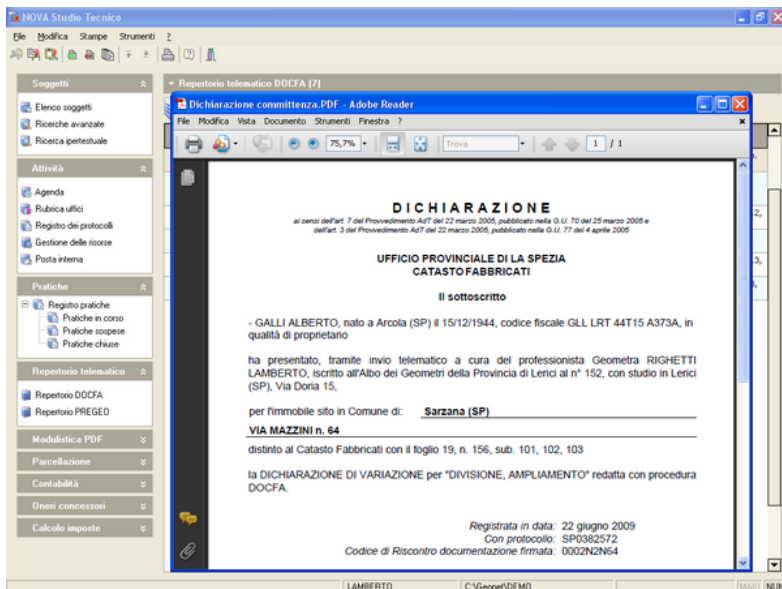 NOVA Studio Tecnico
File Modifica Stampe Strumenti ?
Soggetti
Elenco soggetti
Ricerche avanzate
Ricerca ipertestuale
Attività
Agenda
Rubrica uffici
Registro dei protocolli
Gestione delle risorse
Posta interna
Pratiche
Registro pratiche
Pratiche in corso
Pratiche sospese
Pratiche chiuse
Repertorio telematico
Repertorio DOCFA
Repertorio PREGEO
Modulistica PDF
Parcellazione
Contabilità
Oneri concessori
Calcolo imposte
Repertorio telematico DOCFA (7)
Dichiarazione committenza.PDF - Adobe Reader
File Modifica Vista Documento Strumenti Finestra ?
75,7% Trova 1 / 1
DICHIARAZIONE
ai sensi dell'art. 7 del Provvedimento AdT del 22 marzo 2005, pubblicato nella G.U. 70 del 25 marzo 2005 e
dell'art. 3 del Provvedimento AdT del 22 marzo 2005, pubblicato nella G.U. 77 del 4 aprile 2005
UFFICIO PROVINCIALE DI LA SPEZIA
CATASTO FABBRICATI
Il sottoscritto
- GALLI ALBERTO, nato a Arcola (SP) il 15/12/1944, codice fiscale GLL LRT 44T15 A373A, in
qualità di proprietario
ha presentato, tramite invio telematico a cura del professionista Geometra RIGHETTI
LAMBERTO, iscritto all'Albo dei Geometri della Provincia di Lerici al n° 152, con studio in Lerici
(SP), Via Doria 15,
per l'immobile sito in Comune di: Sarzana (SP)
VIA MAZZINI n. 64
distinto al Catasto Fabbricati con il foglio 19, n. 156, sub. 101, 102, 103
la DICHIARAZIONE DI VARIAZIONE per "DIVISIONE, AMPLIAMENTO" redatta con procedura
DOCFA.
Registrata in data: 22 giugno 2009
Con protocollo: SP0382572
Codice di Riscontro documentazione firmata: 0002N2N64
LAMBERTO C:\Geonet\DEMO MAIU NUM